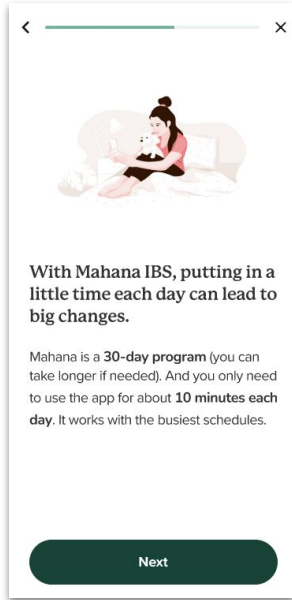 With Mahana IBS, putting in a
little time each day can lead to
big changes.
Mahana is a 30-day program (you can
take longer if needed). And you only need
to use the app for about 10 minutes each
day. It works with the busiest schedules.
Next